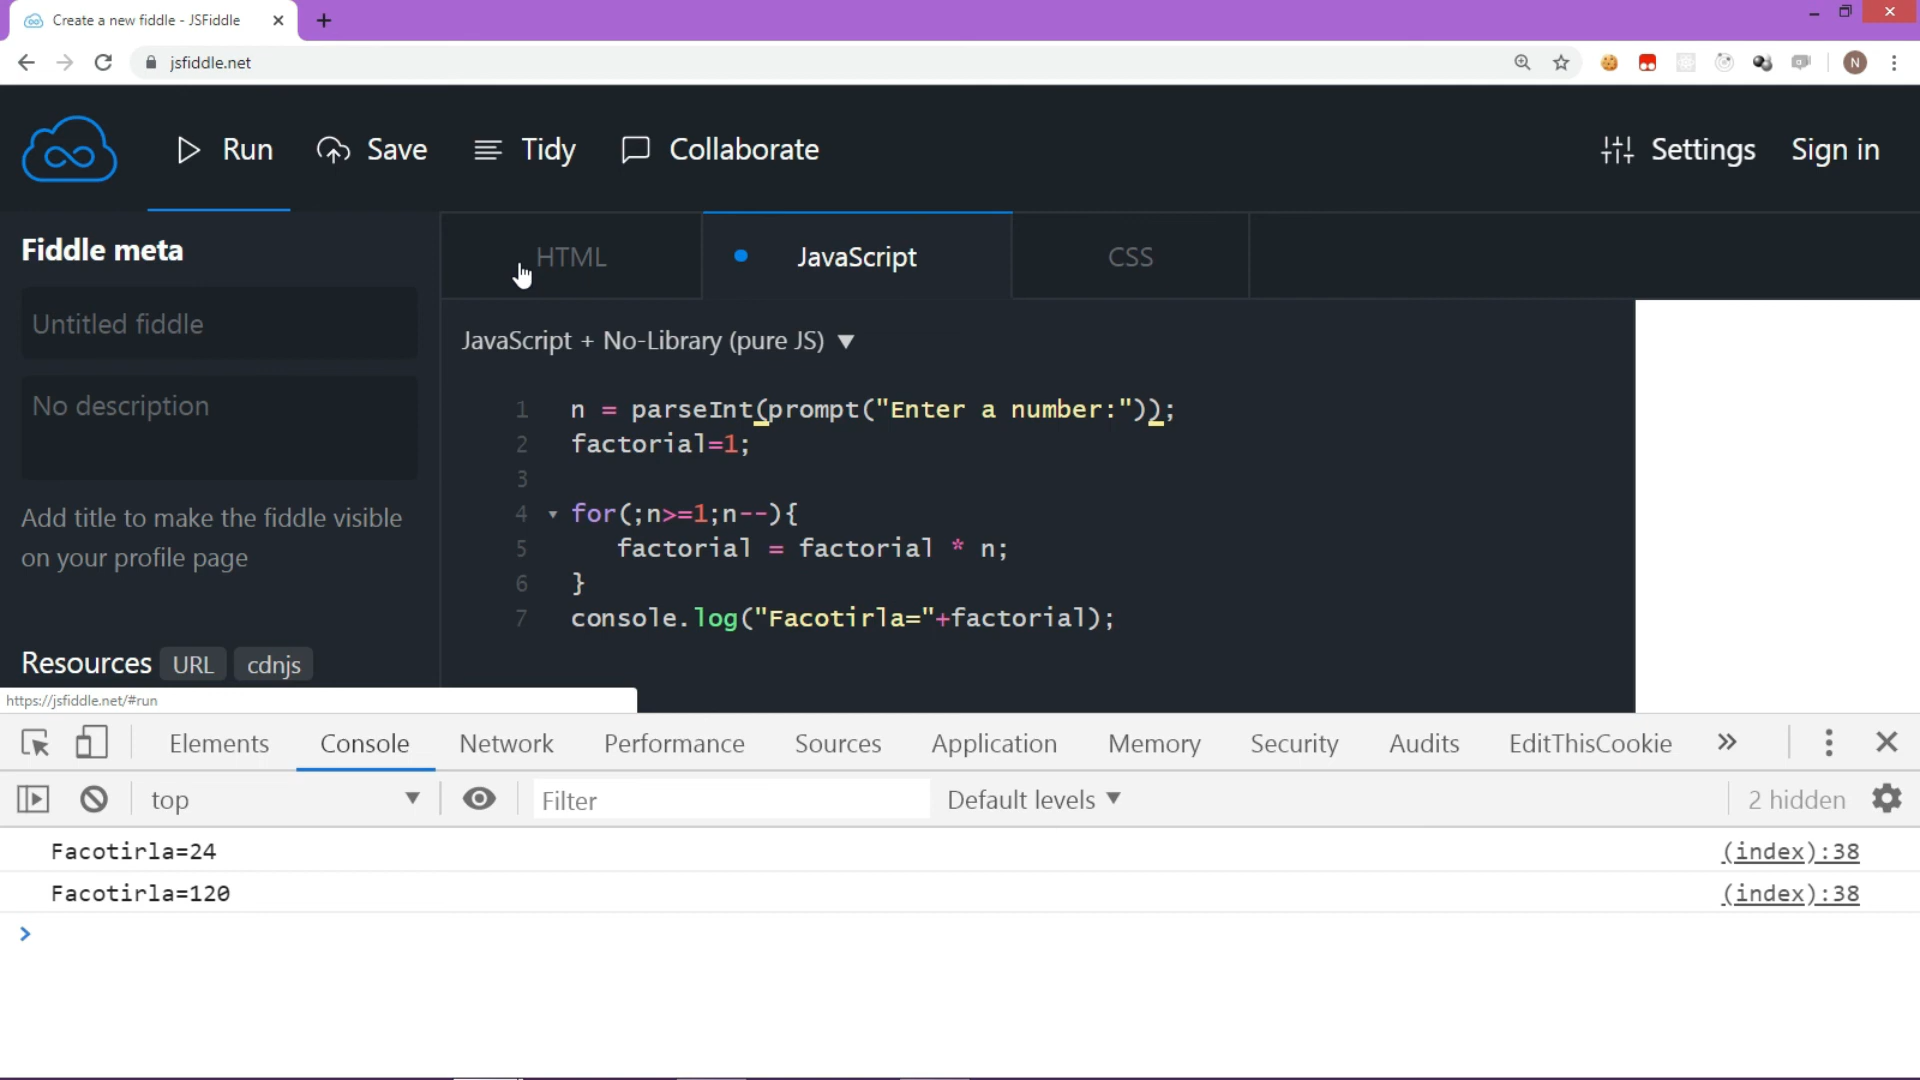 Create a new fiddle - JSFiddle
jsfiddle.net
N
Run Save Tidy Collaborate Settings Sign in
Fiddle meta
Untitled fiddle
No description
Add title to make the fiddle visible
on your profile page
Resources URL cdnjs
https://jsfiddle.net/#run
HTML JavaScript CSS
JavaScript + No-Library (pure JS) ▼
1 n = parseInt(prompt("Enter a number:"));
2 factorial=1;
3
4 for(;n>=1;n--){
5 factorial = factorial * n;
6 }
7 console.log("Facotirla="+factorial);
Elements Console Network Performance Sources Application Memory Security Audits EditThisCookie »
top ▼ Filter Default levels ▼ 2 hidden
Facotirla=24 (index):38
Facotirla=120 (index):38
>